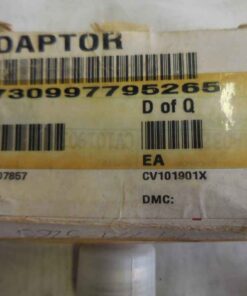 DAPTOR
730997795265
D of Q
EA
07857
CV101901X
DMC: